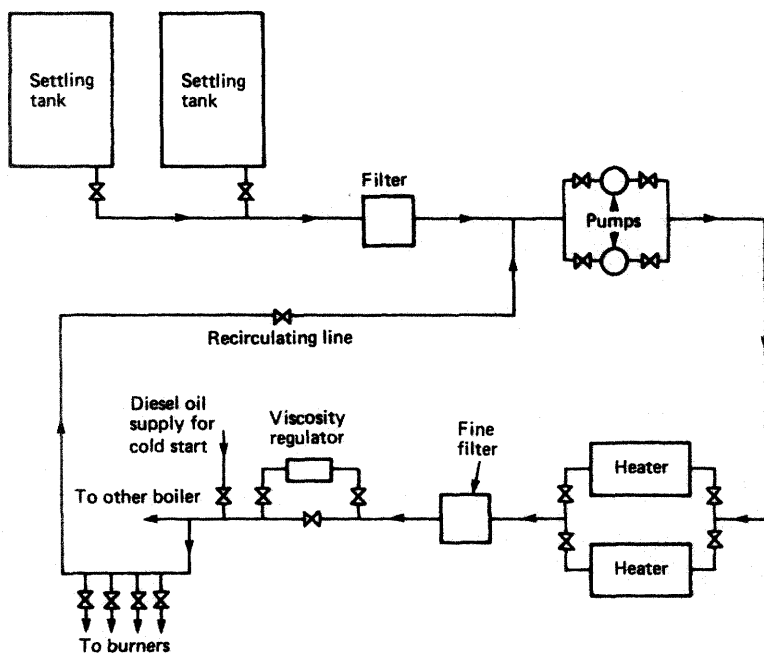 Settling
tank
Settling
tank
Filter
Pumps
Recirculating line
Diesel oil
supply for
cold start
Viscosity
regulator
Fine
filter
Heater
To other boiler
Heater
To burners